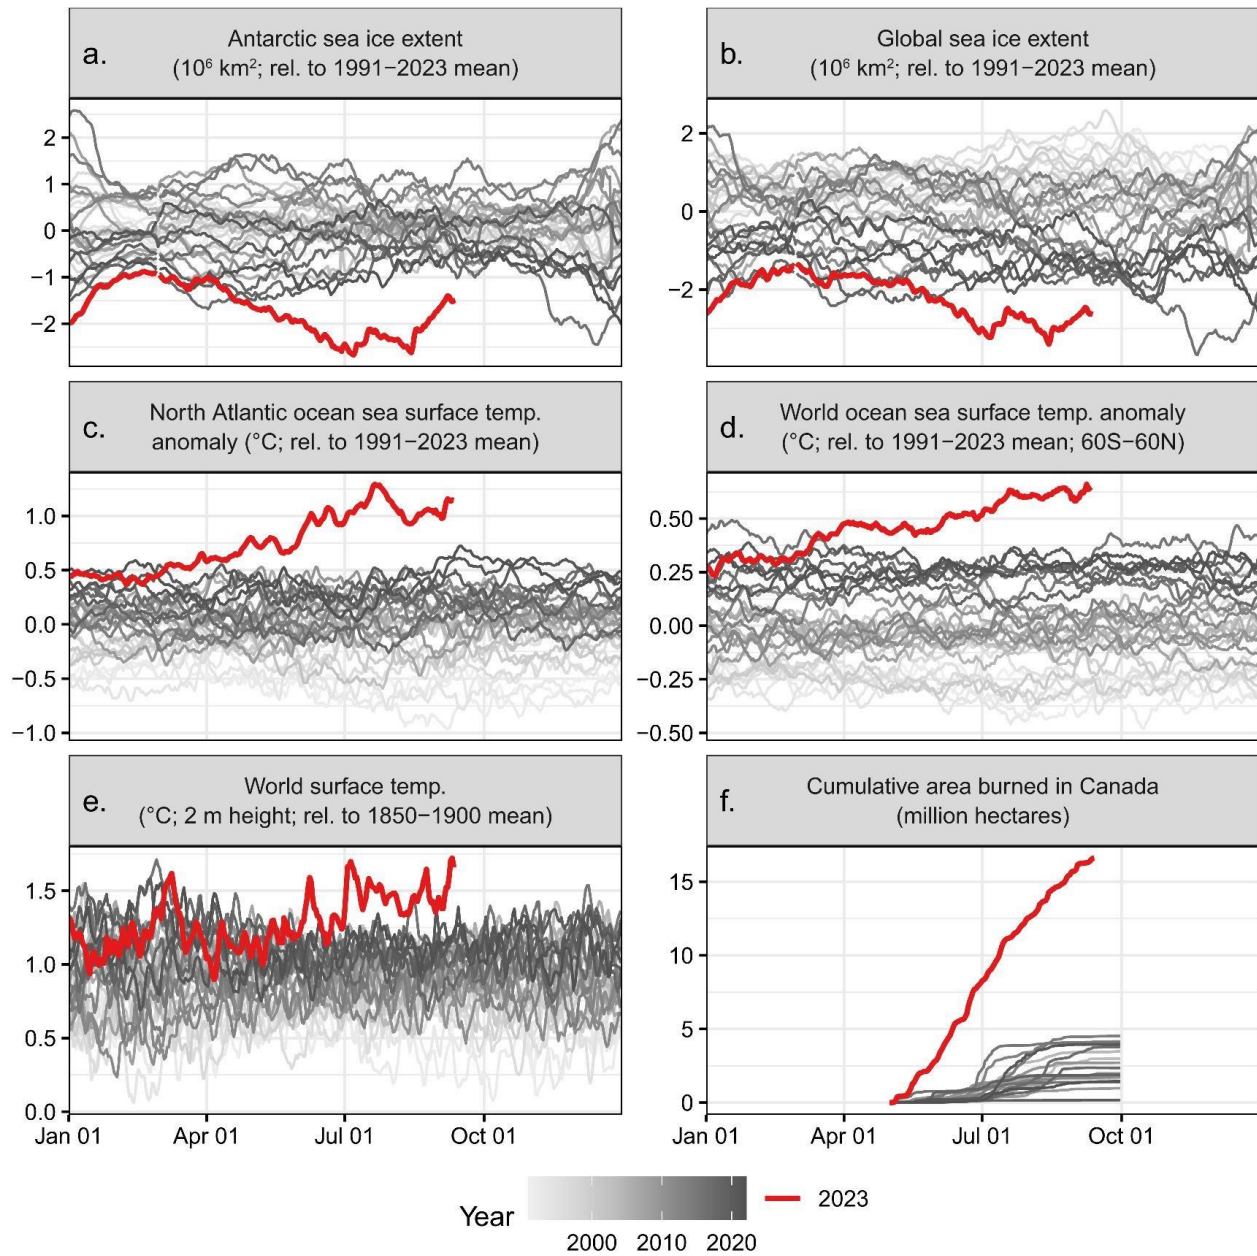 a.
Antarctic sea ice extent
(10⁶ km²; rel. to 1991−2023 mean)
b.
Global sea ice extent
(10⁶ km²; rel. to 1991−2023 mean)
2
1
0
−1
−2
2
0
−2
c.
North Atlantic ocean sea surface temp.
anomaly (°C; rel. to 1991−2023 mean)
d.
World ocean sea surface temp. anomaly
(°C; rel. to 1991−2023 mean; 60S−60N)
1.0
0.5
0.0
−0.5
−1.0
0.50
0.25
0.00
−0.25
−0.50
e.
World surface temp.
(°C; 2 m height; rel. to 1850−1900 mean)
f.
Cumulative area burned in Canada
(million hectares)
1.5
1.0
0.5
0.0
15
10
5
0
Jan 01 Apr 01 Jul 01 Oct 01
Jan 01 Apr 01 Jul 01 Oct 01
Year
2000 2010 2020
2023